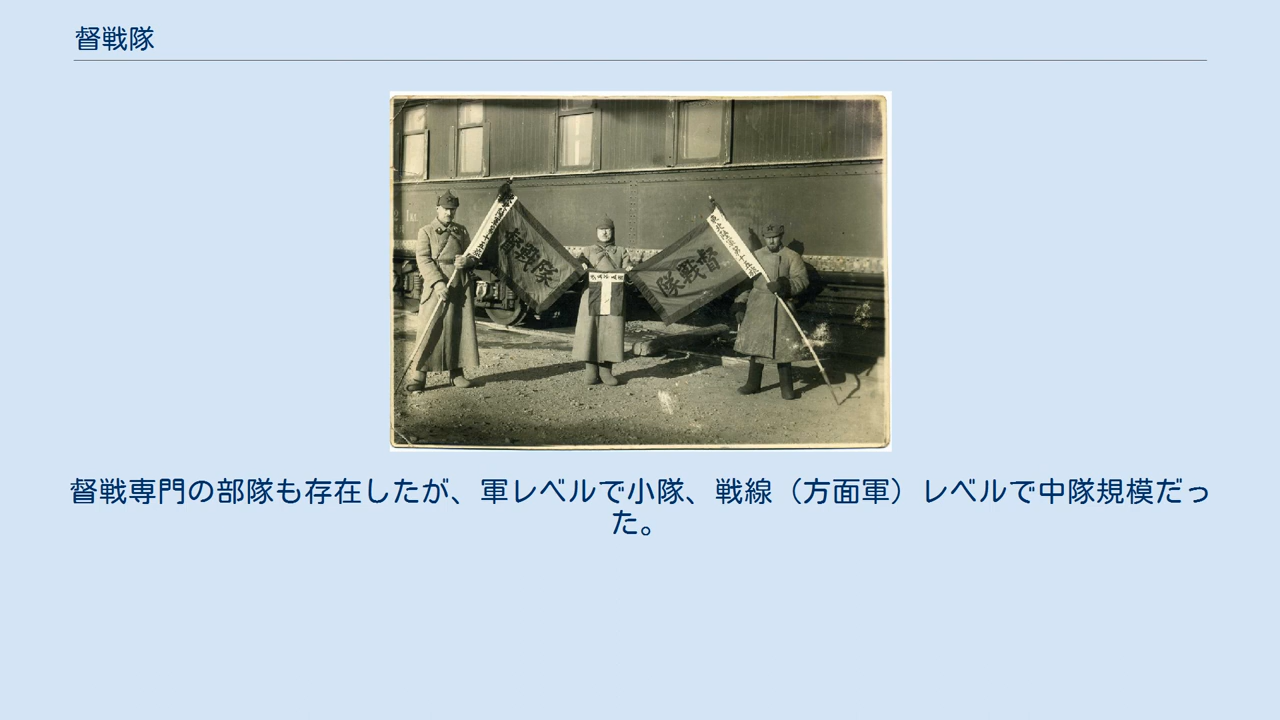 督戦隊
督戦隊
督戦隊
督戦専門の部隊も存在したが、軍レベルで小隊、戦線（方面軍）レベルで中隊規模だっ
た。